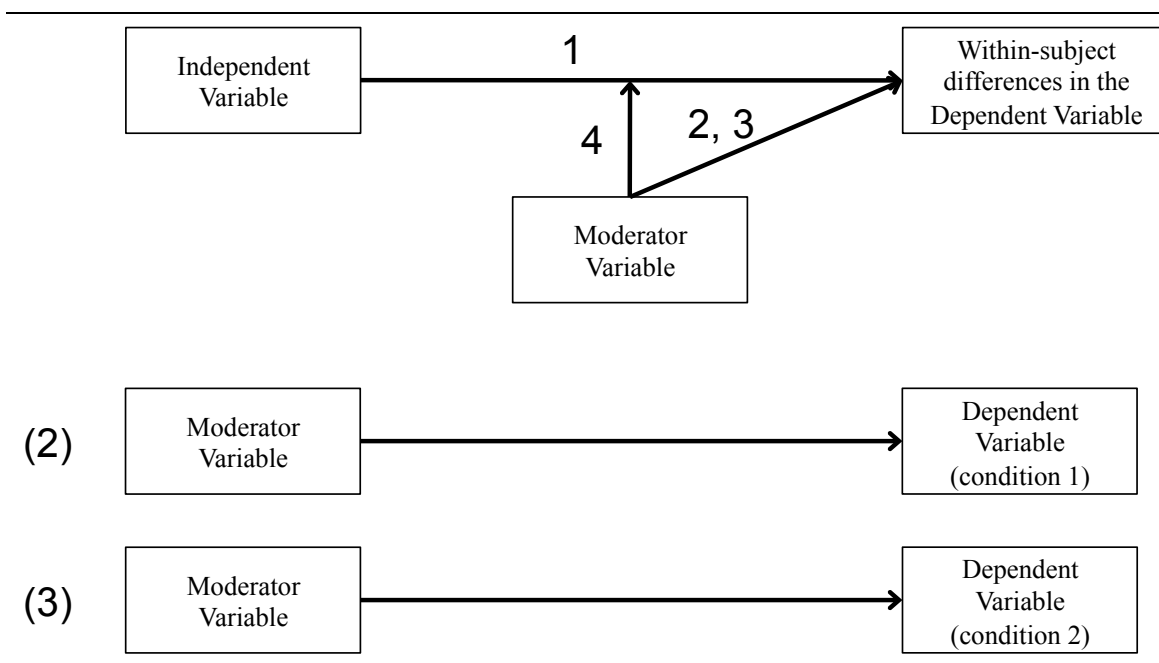 Independent
Variable
1
Within-subject
differences in the
Dependent Variable
4
2, 3
Moderator
Variable
(2)
Moderator
Variable
Dependent
Variable
(condition 1)
(3)
Moderator
Variable
Dependent
Variable
(condition 2)